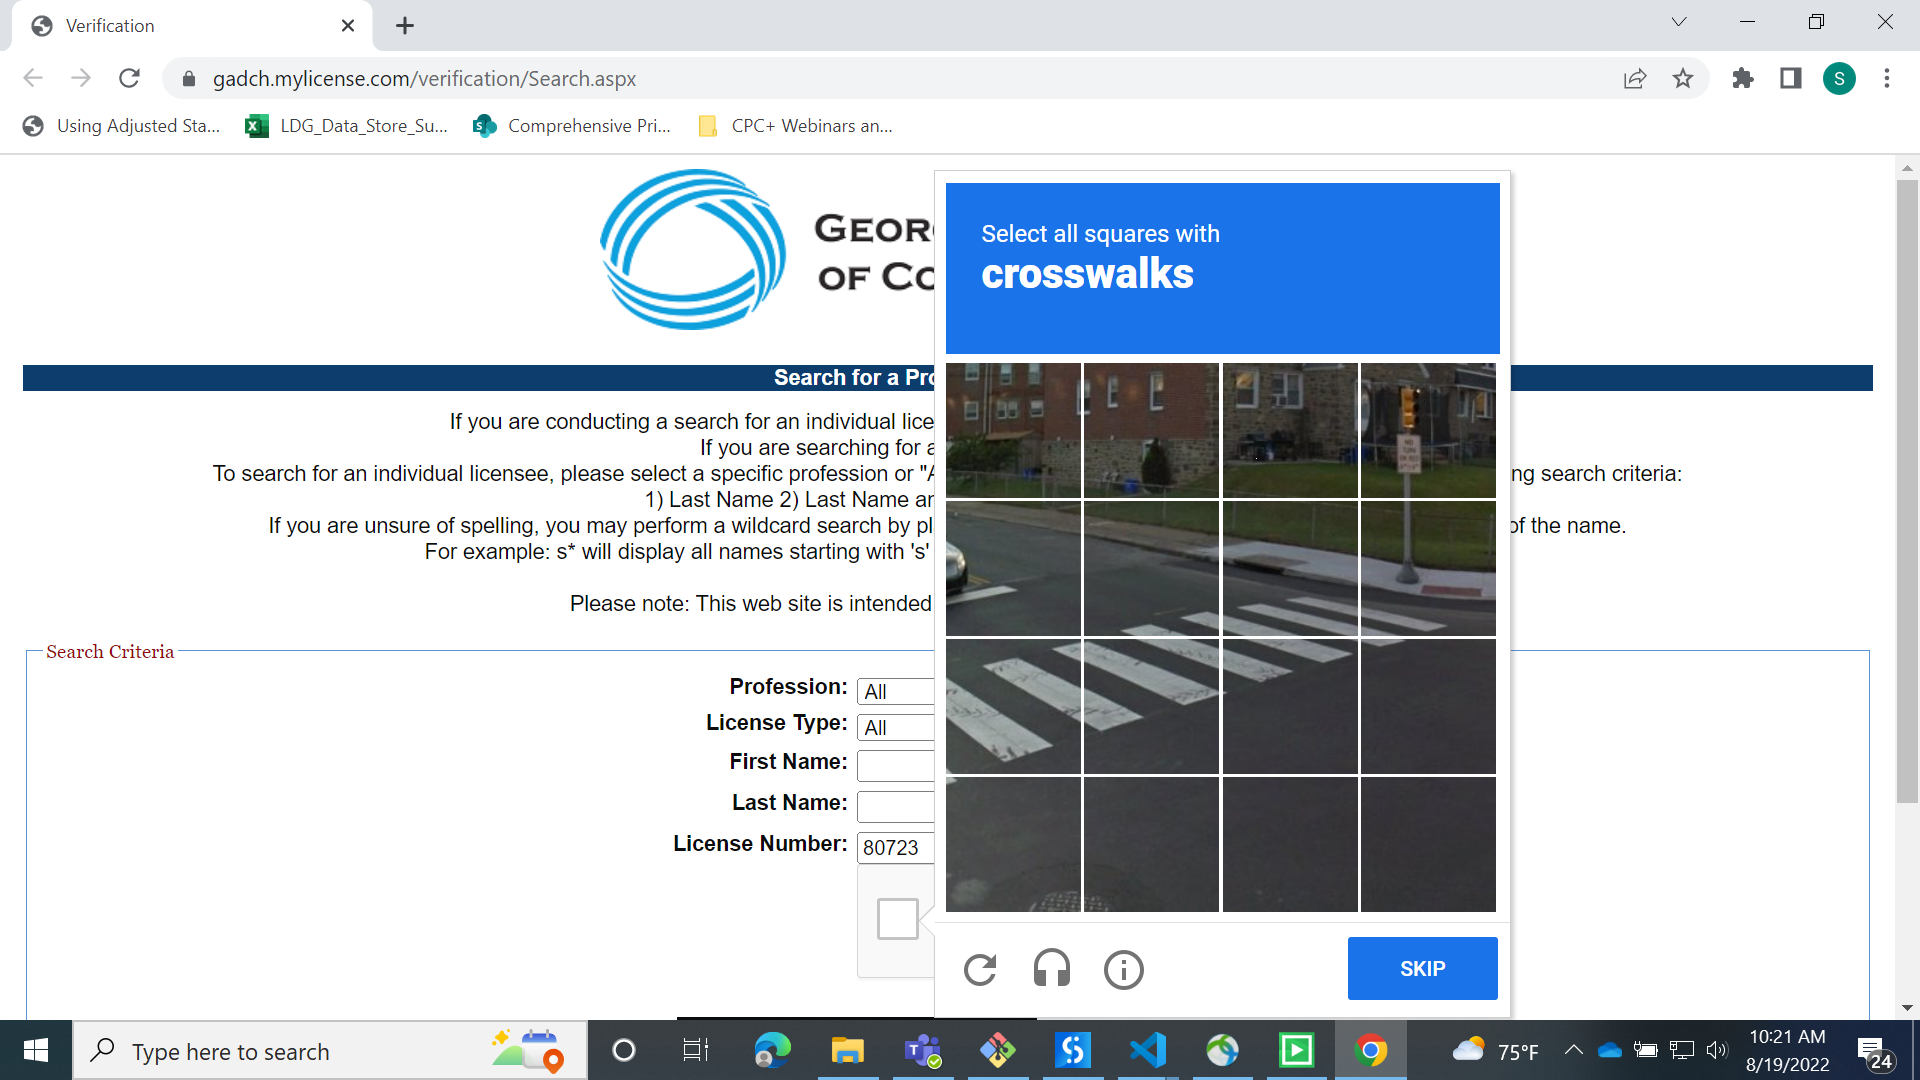 Verification
gadch.mylicense.com/verification/Search.aspx
S
Using Adjusted Sta...
LDG_Data_Store_Su...
Comprehensive Pri...
CPC+ Webinars an...
GEOR
OF CO
Select all squares with
crosswalks
Search for a Pro
If you are conducting a search for an individual lice
If you are searching for a
To search for an individual licensee, please select a specific profession or "A
ng search criteria:
1) Last Name 2) Last Name an
If you are unsure of spelling, you may perform a wildcard search by pl
of the name.
For example: s* will display all names starting with 's'
Please note: This web site is intended
Search Criteria
Profession: All
License Type: All
First Name:
Last Name:
License Number: 80723
NO
TURN
SKIP
Type here to search
75°F
10:21 AM
8/19/2022
24